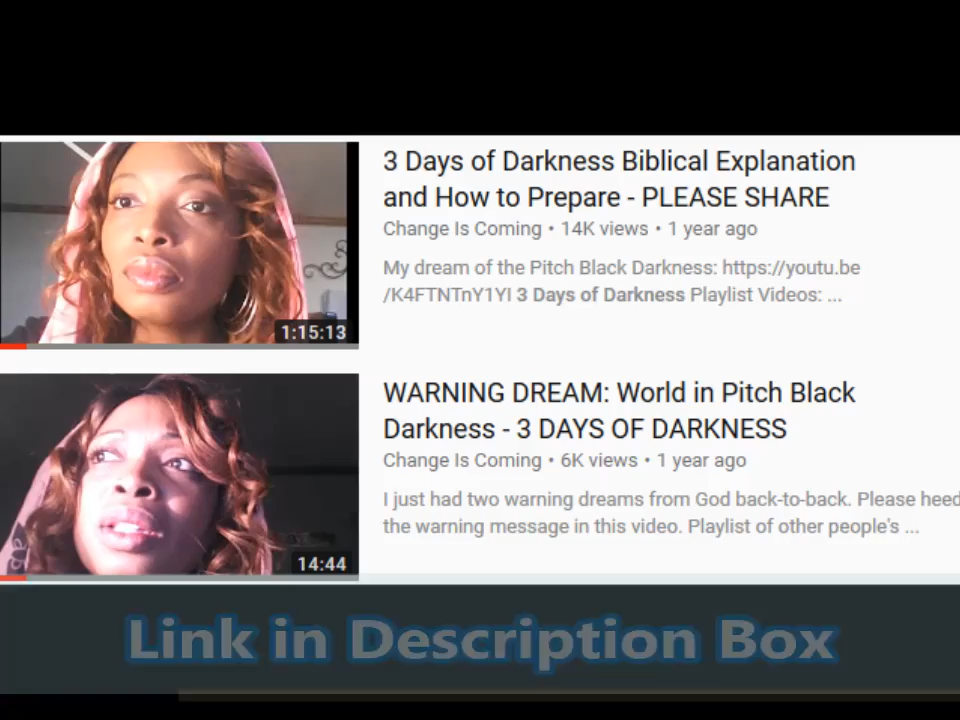 3 Days of Darkness Biblical Explanation
and How to Prepare - PLEASE SHARE
Change Is Coming • 14K views • 1 year ago
My dream of the Pitch Black Darkness: https://youtu.be
/K4FTNTnY1YI 3 Days of Darkness Playlist Videos: ...
1:15:13
WARNING DREAM: World in Pitch Black
Darkness - 3 DAYS OF DARKNESS
Change Is Coming • 6K views • 1 year ago
I just had two warning dreams from God back-to-back. Please heed
the warning message in this video. Playlist of other people's ...
14:44
Link in Description Box